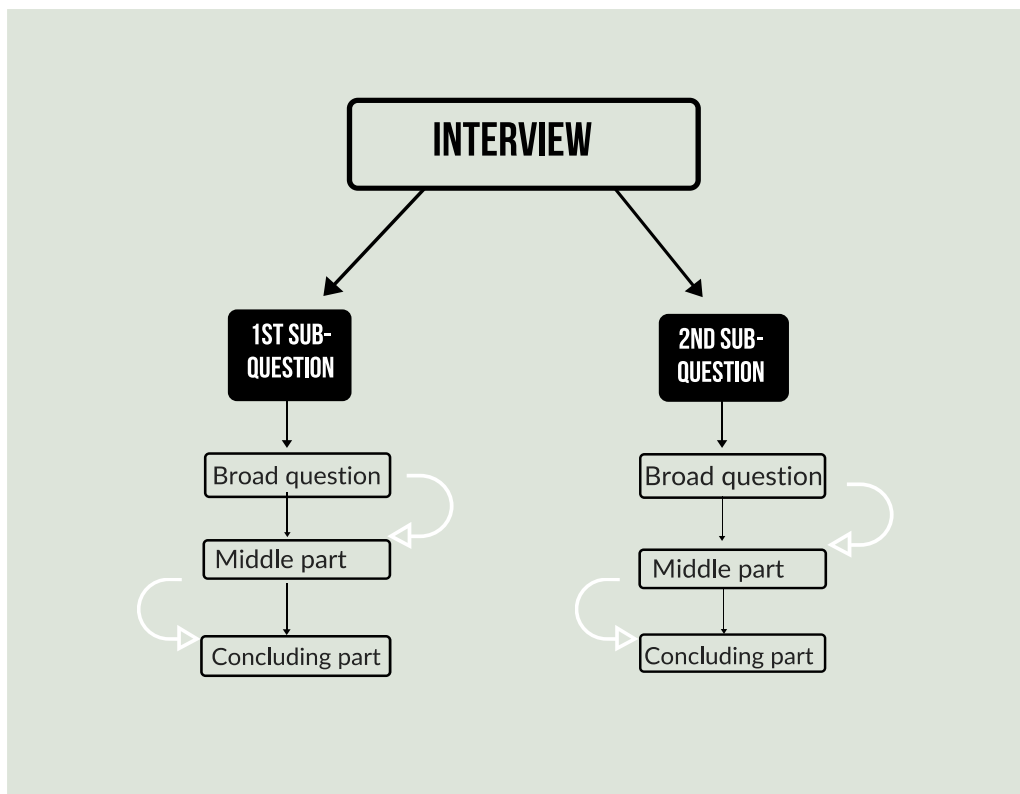 INTERVIEW
1ST SUB-
QUESTION
Broad question
Middle part
Concluding part
2ND SUB-
QUESTION
Broad question
Middle part
Concluding part